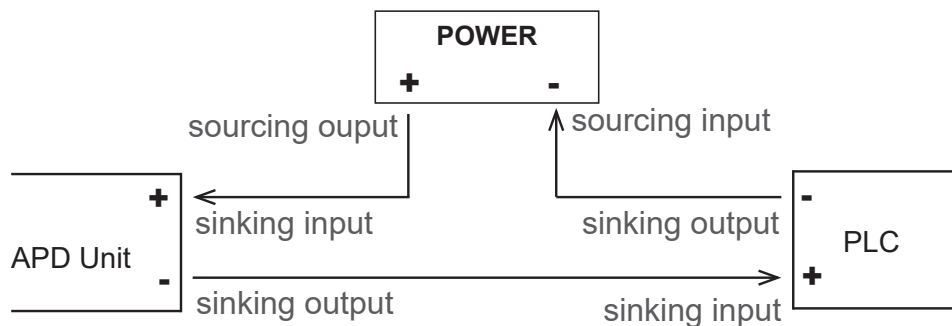 POWER
+ -
sourcing ouput
sourcing input
+
sinking input
sinking output
-
APD Unit
PLC
-
+
sinking output
sinking input